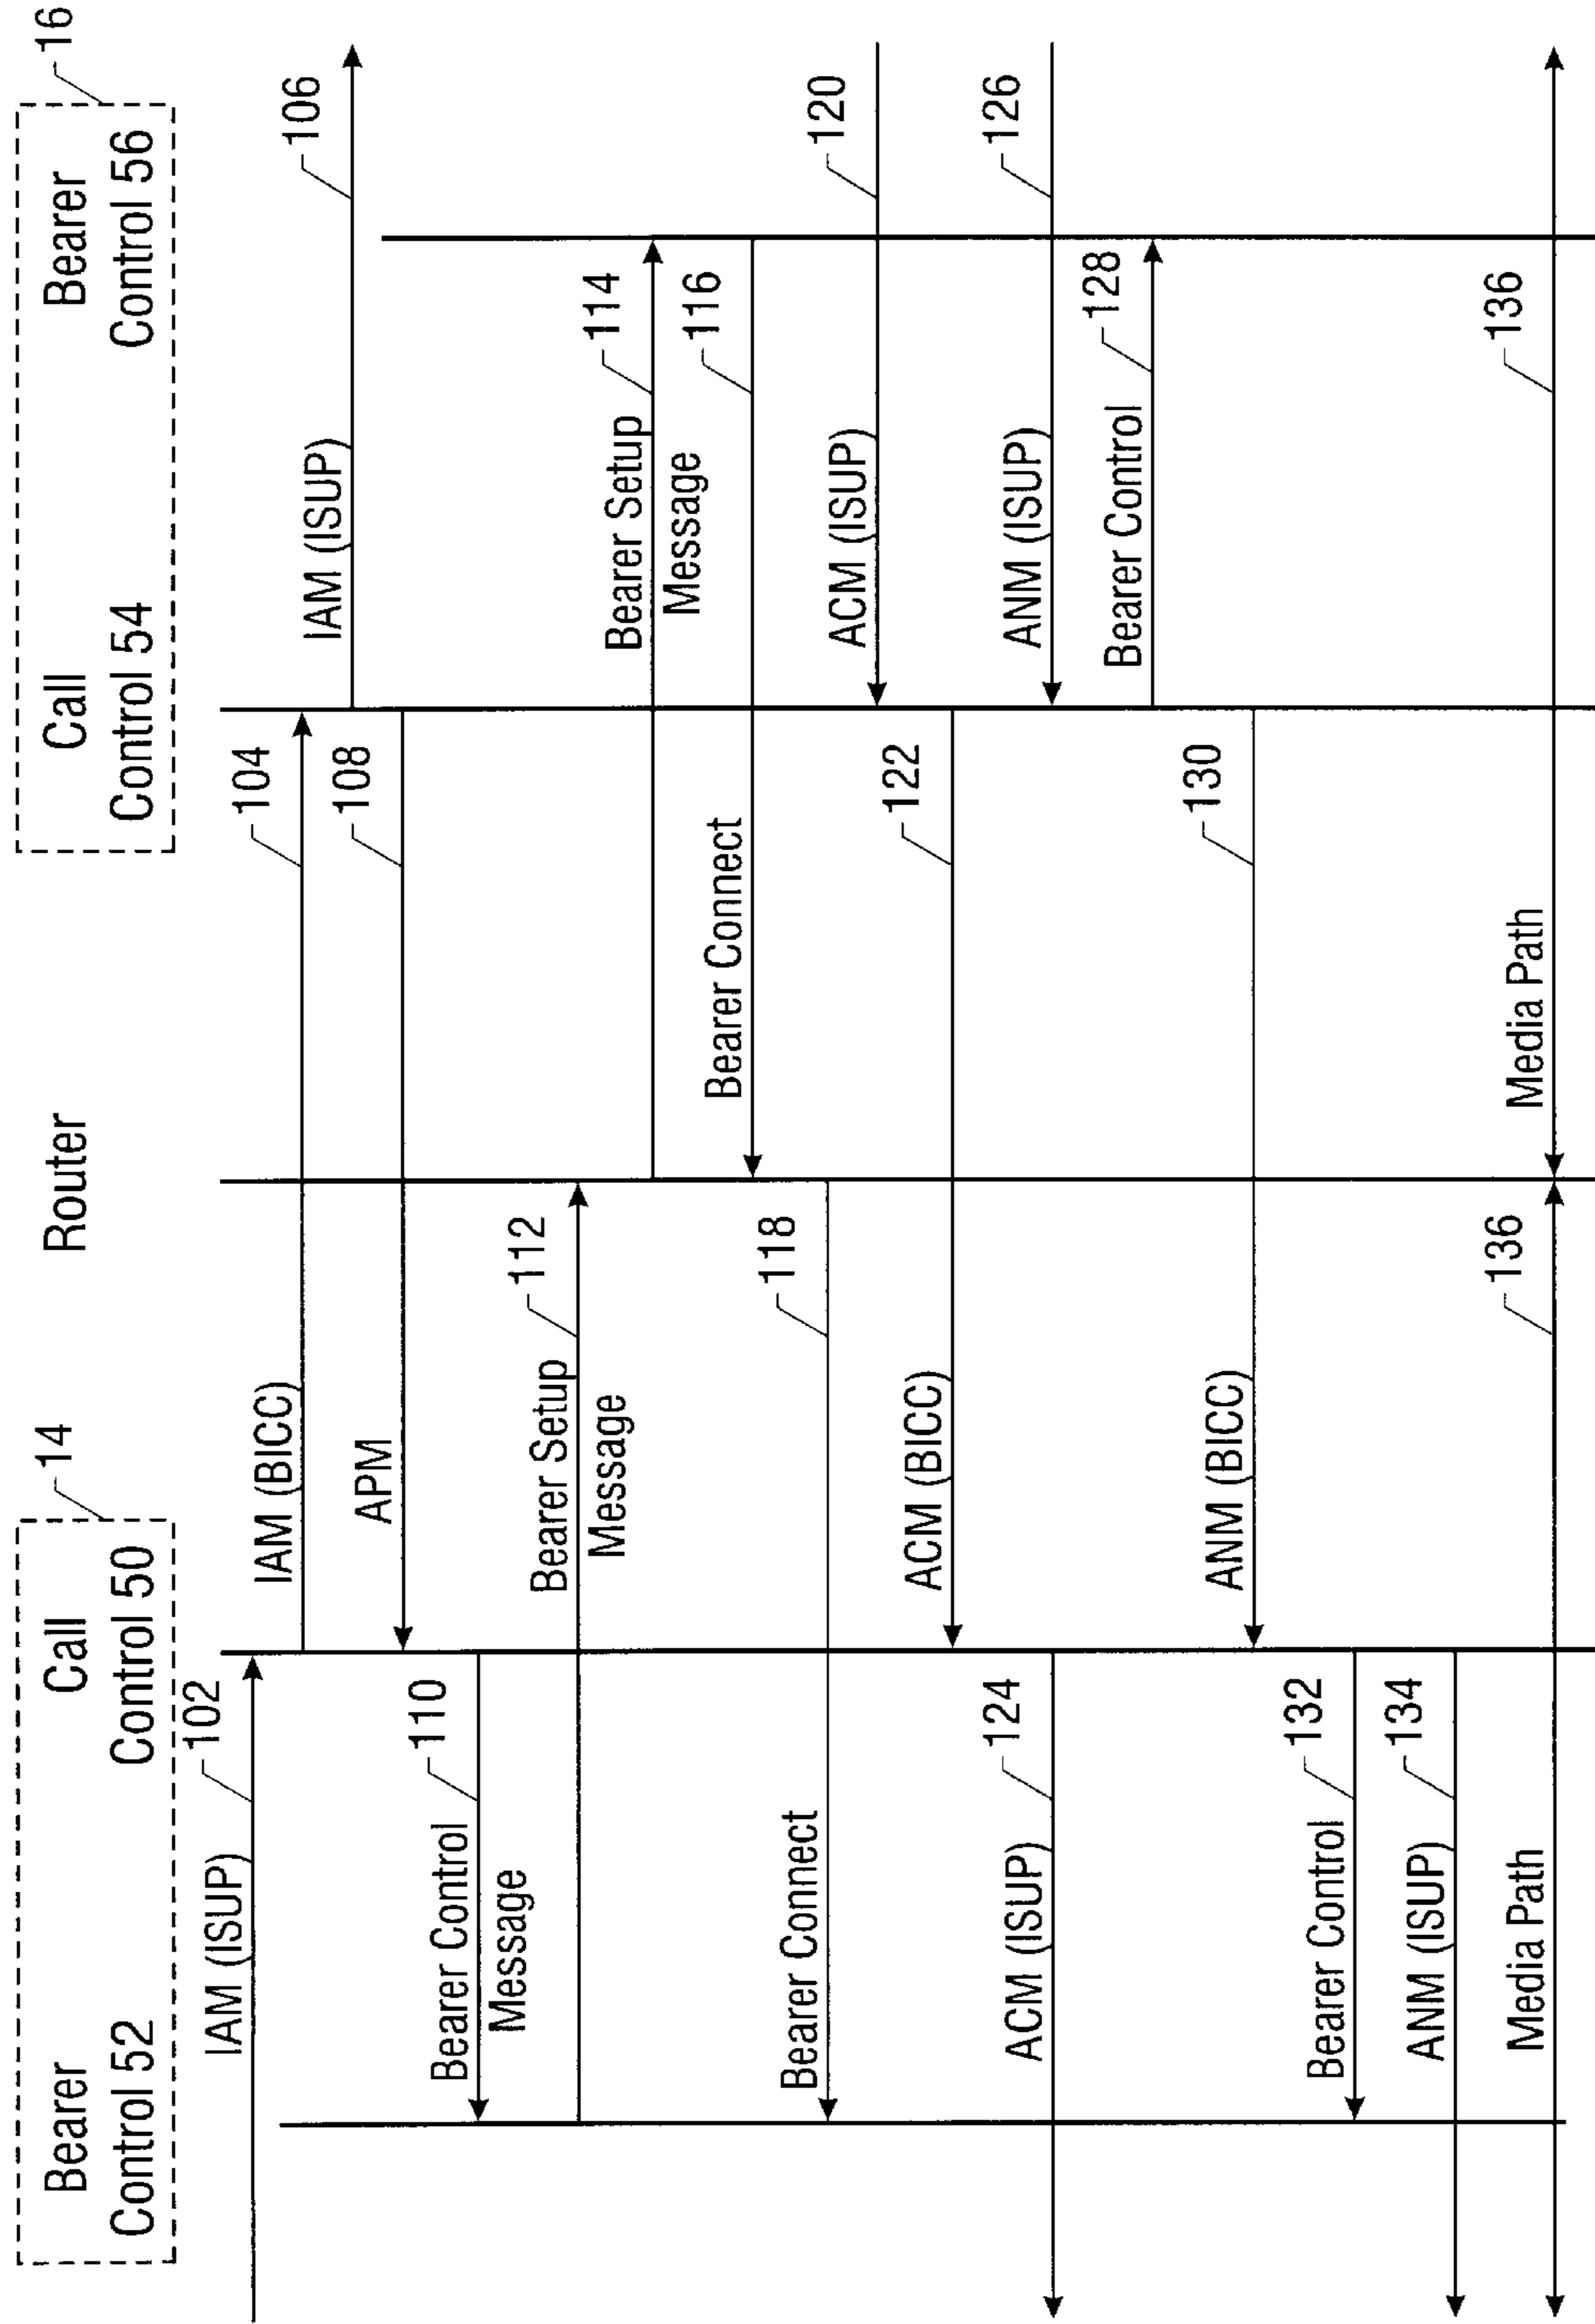 Bearer
Control 52
Call
Control 50
14
Router
Call
Control 54
Bearer
Control 56
16
IAM (ISUP)
102
IAM (BICC)
104
IAM (ISUP)
106
APM
108
Bearer Control
Message
110
Bearer Setup
Message
112
Bearer Setup
Message
114
Bearer Connect
116
Bearer Connect
118
ACM (ISUP)
120
ACM (BICC)
122
ACM (ISUP)
124
ANM (ISUP)
126
Bearer Control
128
ANM (BICC)
130
Bearer Control
132
ANM (ISUP)
134
Media Path
136
Media Path
136